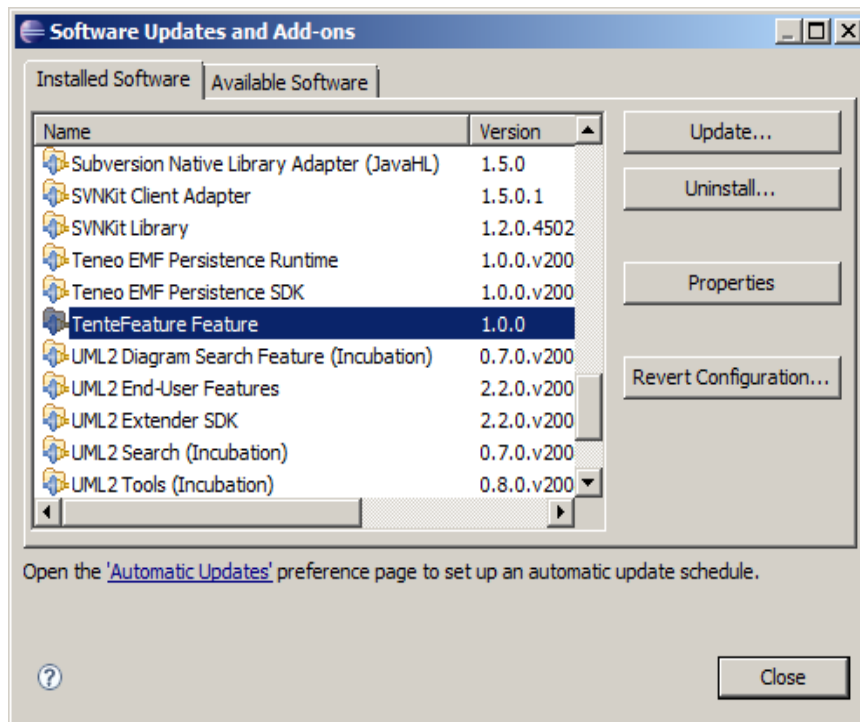 Software Updates and Add-ons
Installed Software Available Software
Name Version
Subversion Native Library Adapter (JavaHL) 1.5.0
SVNKit Client Adapter 1.5.0.1
SVNKit Library 1.2.0.4502
Teneo EMF Persistence Runtime 1.0.0.v200
Teneo EMF Persistence SDK 1.0.0.v200
TenteFeature Feature 1.0.0
UML2 Diagram Search Feature (Incubation) 0.7.0.v200
UML2 End-User Features 2.2.0.v200
UML2 Extender SDK 2.2.0.v200
UML2 Search (Incubation) 0.7.0.v200
UML2 Tools (Incubation) 0.8.0.v200
Update...
Uninstall...
Properties
Revert Configuration...
Open the 'Automatic Updates' preference page to set up an automatic update schedule.
?
Close